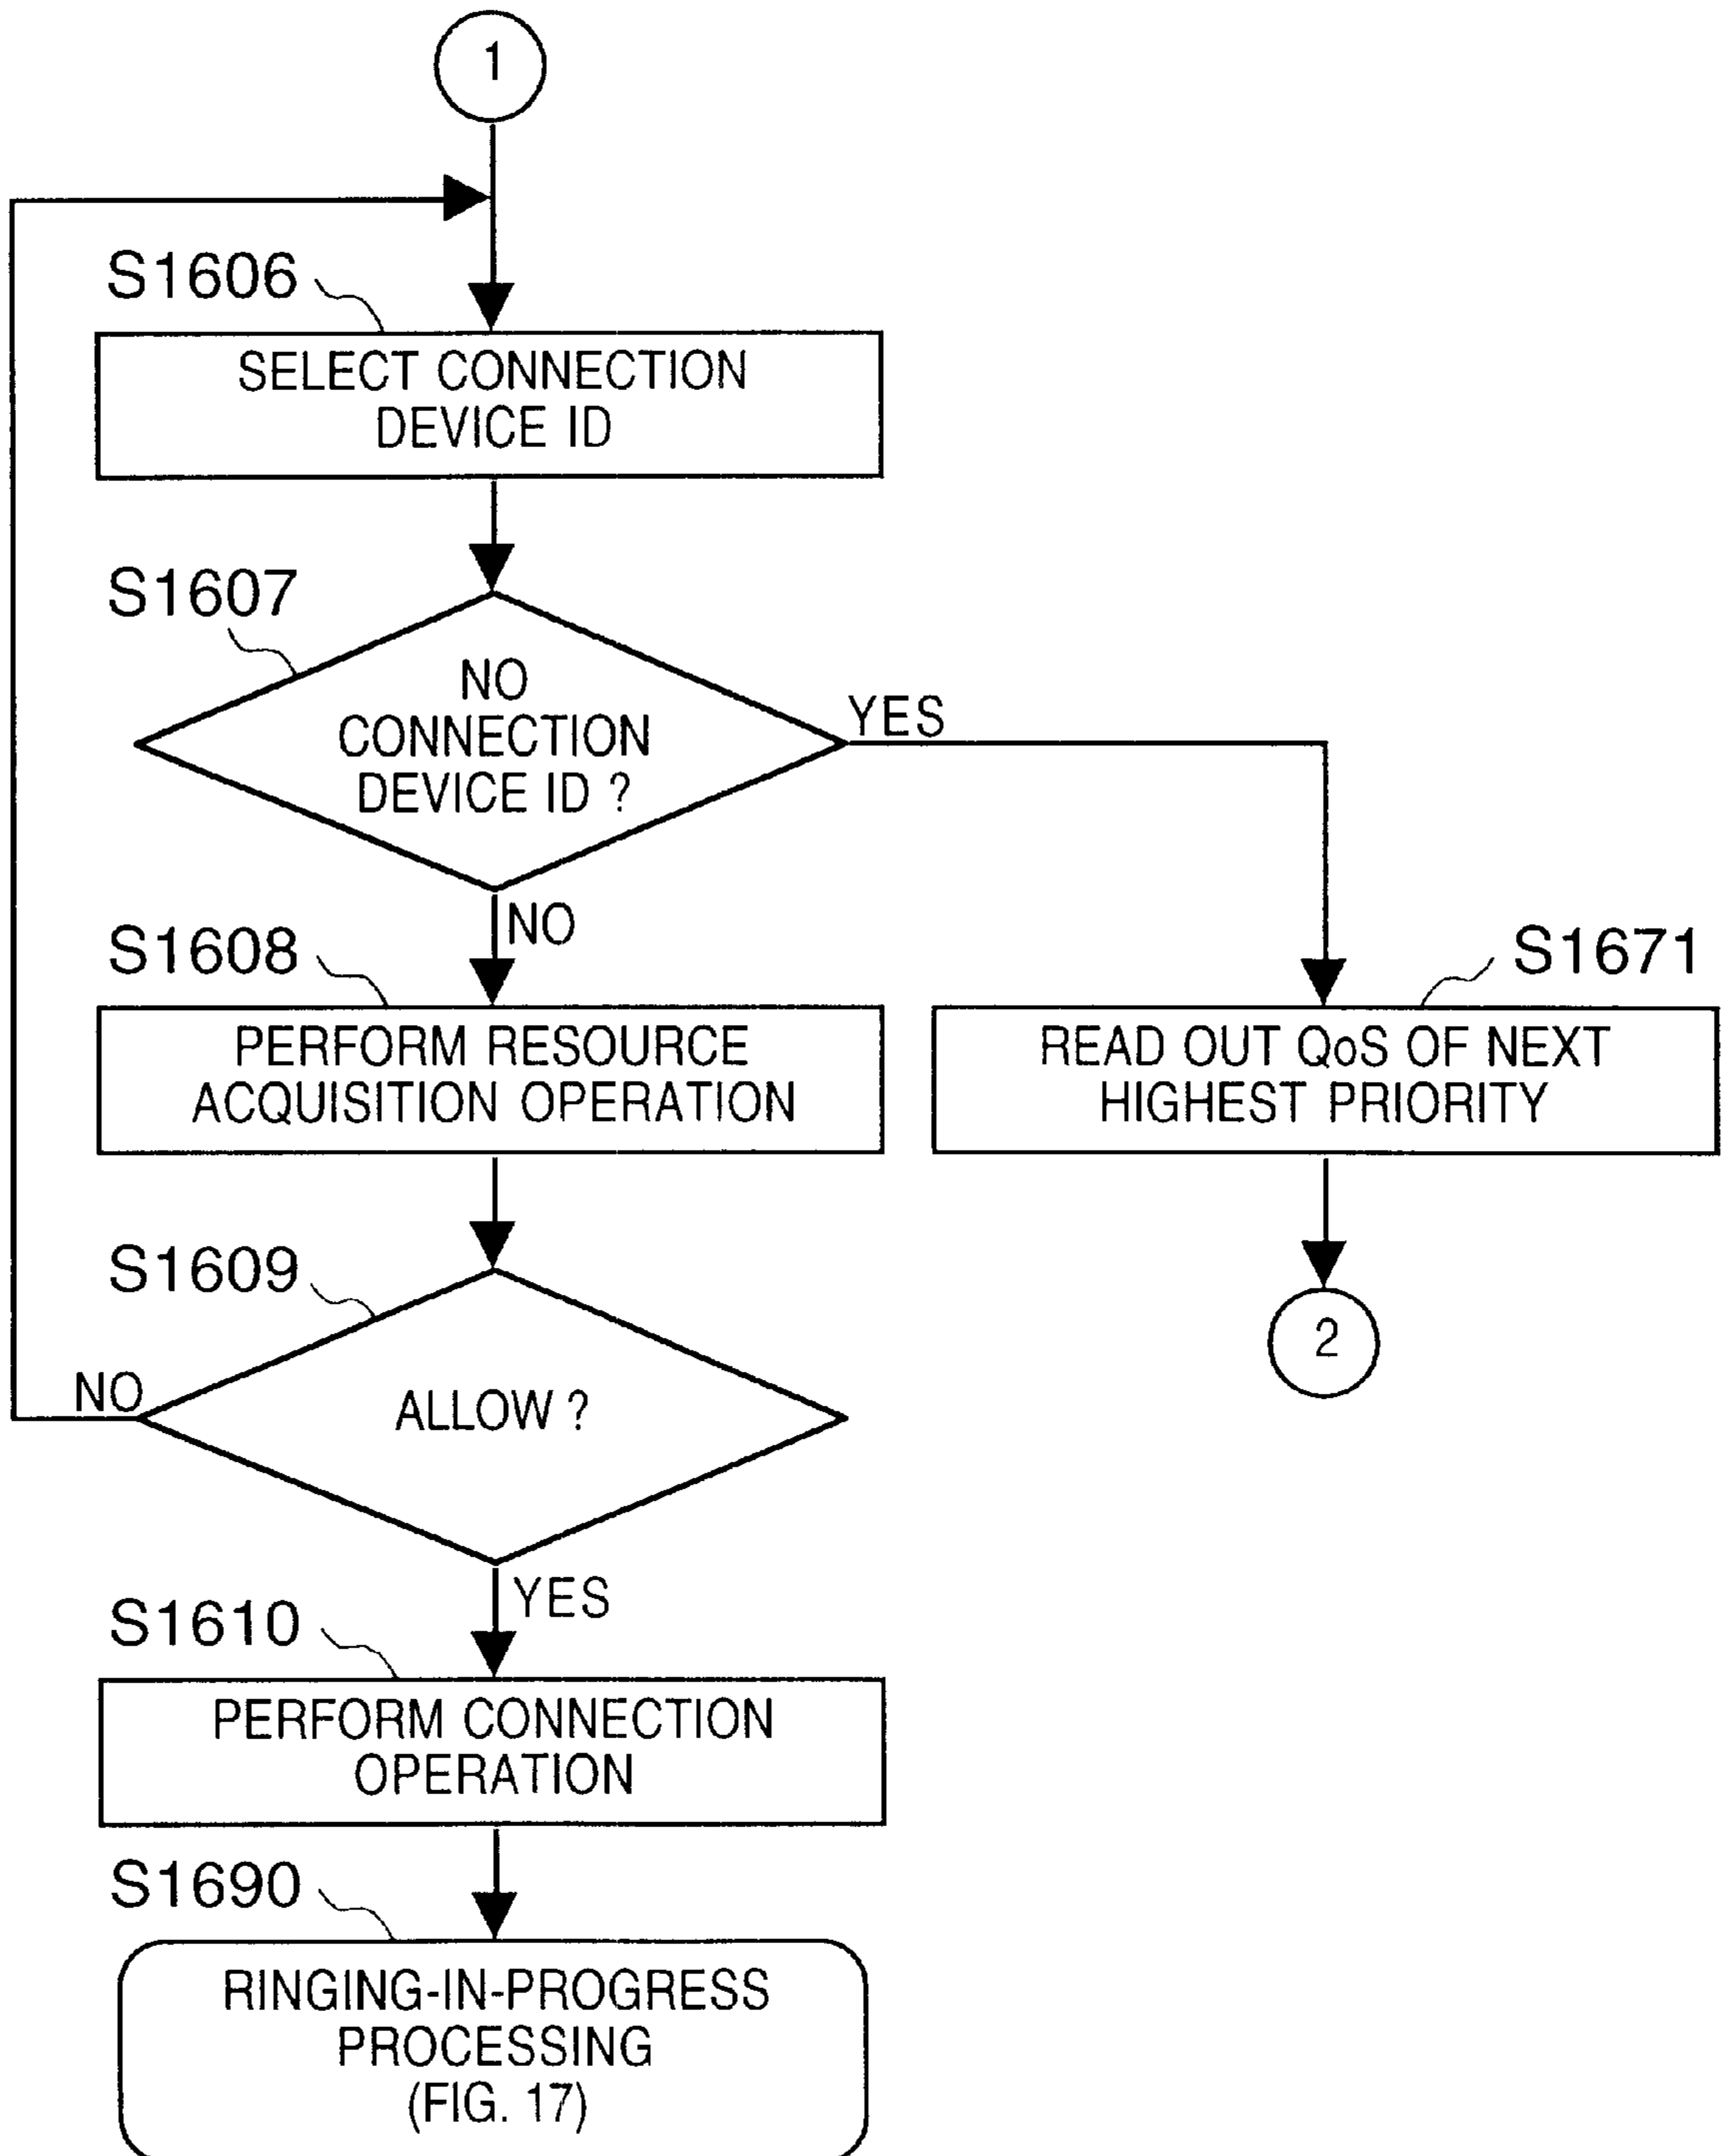 1
S1606
SELECT CONNECTION
DEVICE ID
S1607
NO
CONNECTION
DEVICE ID ?
YES
NO
S1608
PERFORM RESOURCE
ACQUISITION OPERATION
S1671
READ OUT QoS OF NEXT
HIGHEST PRIORITY
2
S1609
ALLOW ?
NO
YES
S1610
PERFORM CONNECTION
OPERATION
S1690
RINGING-IN-PROGRESS
PROCESSING
(FIG. 17)